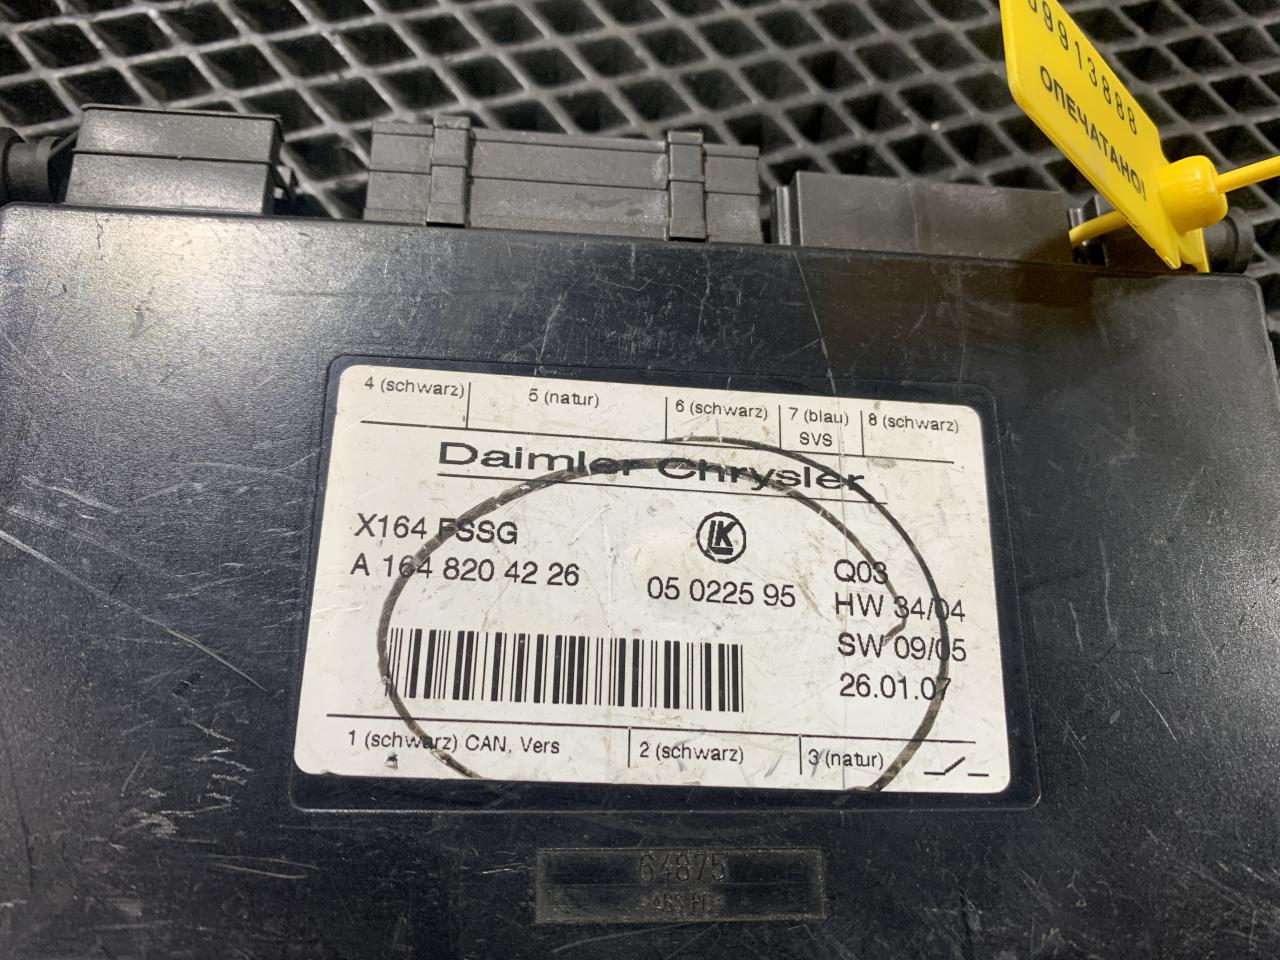 9913888
ОПЕЧАТАНО!
4 (schwarz)
5 (natur)
6 (schwarz)
7 (blau)
SVS
8 (schwarz)
Daimler Chrysler
X164 FSSG
LK
Q03
A 164 820 42 26
05 0225 95
HW 34/04
SW 09/05
26.01.07
1 (schwarz) CAN, Vers
2 (schwarz)
3 (natur)
64875